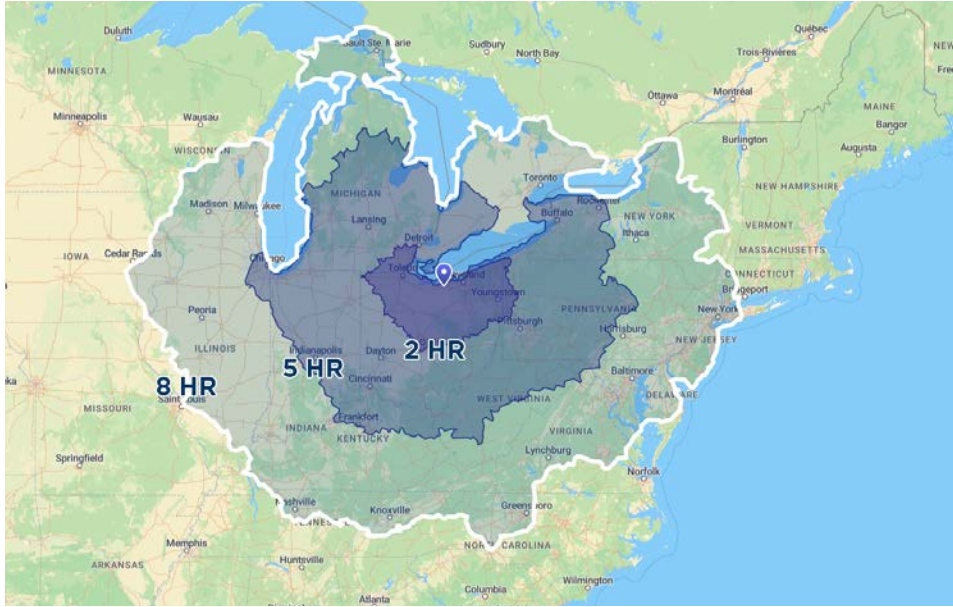 Duluth
Sault Ste. Marie
Sudbury
North Bay
Québec
Trois-Rivières
MINNESOTA
Ottawa
Montréal
MAINE
Minneapolis
Wausau
Bangor
Burlington
Augusta
WISCONSIN
Toronto
NEW HAMPSHIRE
MICHIGAN
Rochester
Madison
Milwaukee
Lansing
Buffalo
NEW YORK
VERMONT
Ithaca
Detroit
MASSACHUSETTS
IOWA
Cedar Rapids
Chicago
Toledo
CONNECTICUT
Youngstown
Bridgeport
Peoria
PENNSYLVANIA
New York
Pittsburgh
Harrisburg
ILLINOIS
Indianapolis
Dayton
2 HR
NEW JERSEY
5 HR
8 HR
Cincinnati
Baltimore
MISSOURI
Saint Louis
WEST VIRGINIA
DELAWARE
Frankfort
INDIANA
KENTUCKY
VIRGINIA
Springfield
Lynchburg
Norfolk
Nashville
Knoxville
Greensboro
TENNESSEE
Memphis
NORTH CAROLINA
Huntsville
ARKANSAS
Wilmington
Columbia
Atlanta